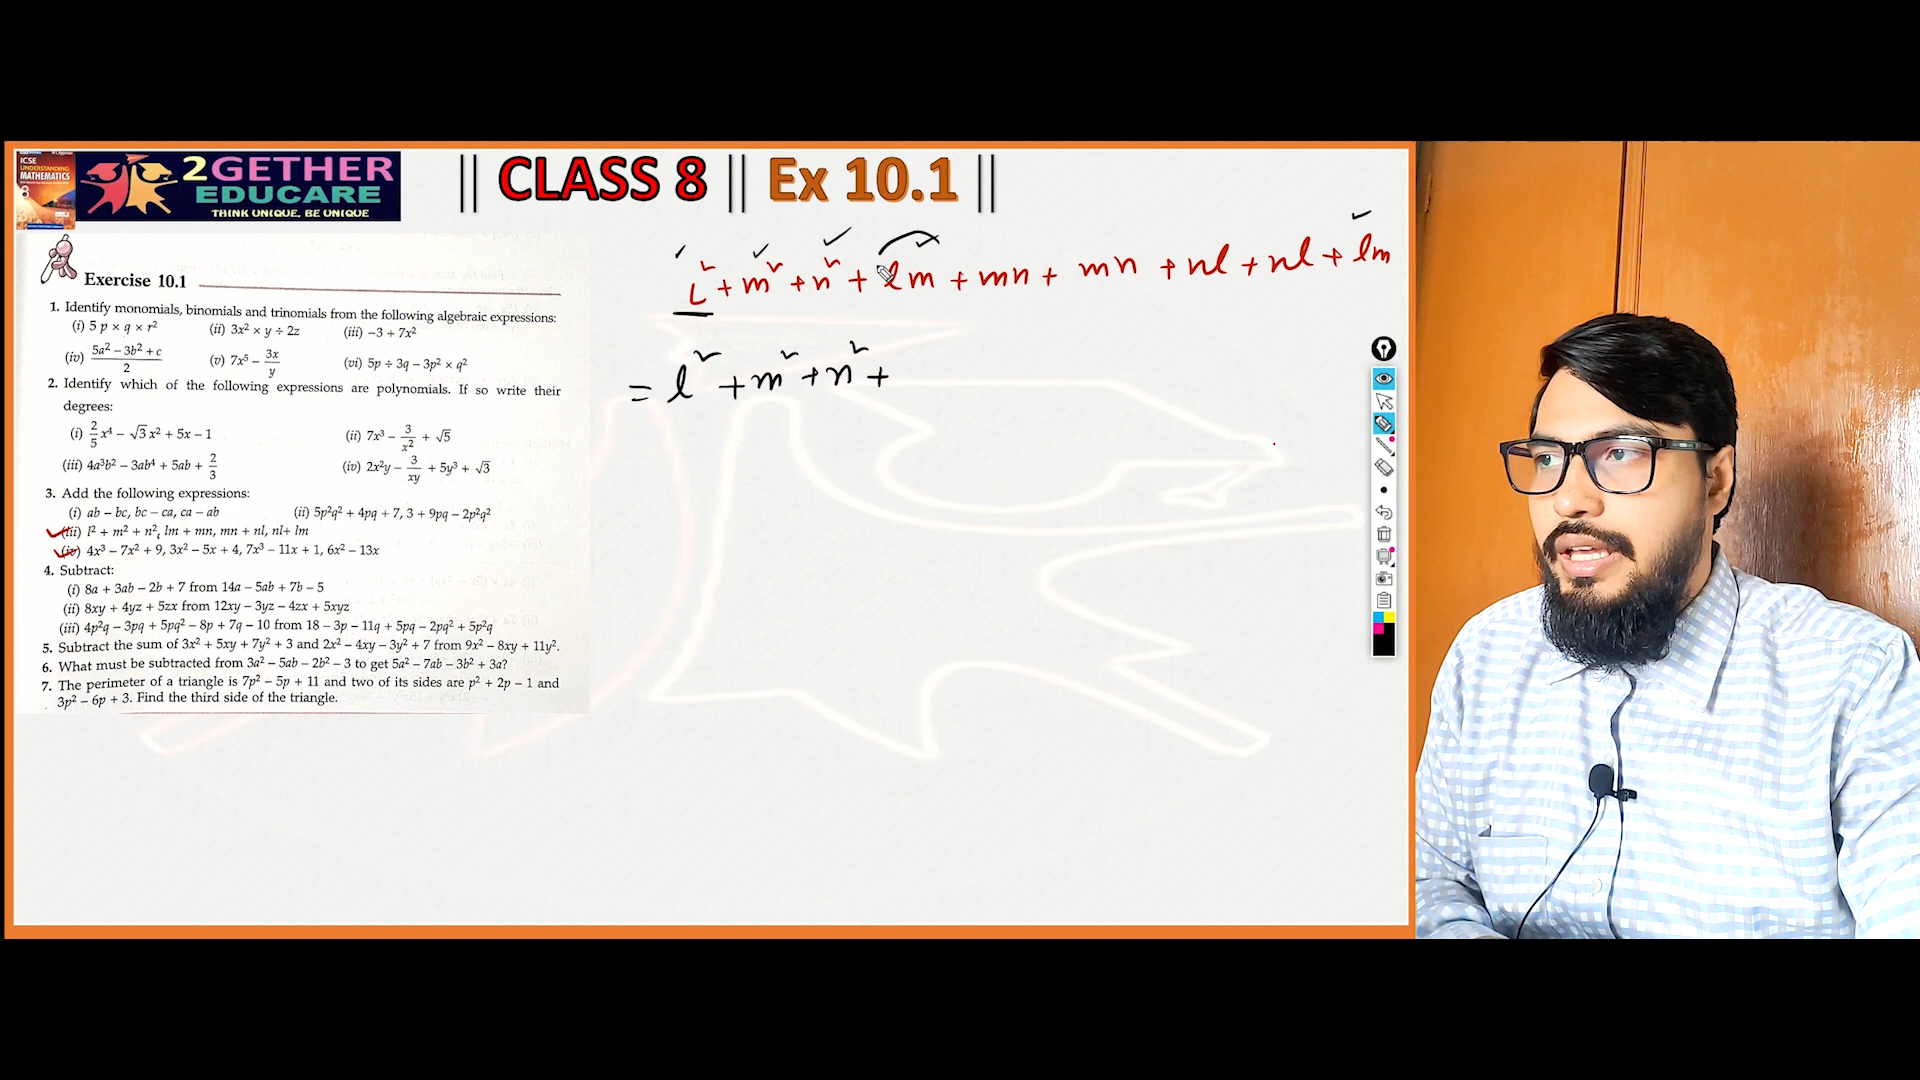 ICSE
UNDERSTANDING
MATHEMATICS
8
2GETHER
EDUCARE
THINK UNIQUE, BE UNIQUE
|| CLASS 8 || Ex 10.1 ||
Exercise 10.1
1. Identify monomials, binomials and trinomials from the following algebraic expressions:
(i) 5 p × q × r² (ii) 3x² × y ÷ 2z (iii) −3 + 7x²
(iv) (5a² − 3b² + c)/2 (v) 7x⁵ − 3x/y (vi) 5p ÷ 3q − 3p² × q²
2. Identify which of the following expressions are polynomials. If so write their
degrees:
(i) 2/5 x⁴ − √3 x² + 5x − 1 (ii) 7x³ − 3/x² + √5
(iii) 4a³b² − 3ab⁴ + 5ab + 2/3 (iv) 2x²y − 3/xy + 5y³ + √3
3. Add the following expressions:
(i) ab − bc, bc − ca, ca − ab (ii) 5p²q² + 4pq + 7, 3 + 9pq − 2p²q²
(iii) l² + m² + n², lm + mn, mn + nl, nl + lm
(iv) 4x³ − 7x² + 9, 3x² − 5x + 4, 7x³ − 11x + 1, 6x² − 13x
4. Subtract:
(i) 8a + 3ab − 2b + 7 from 14a − 5ab + 7b − 5
(ii) 8xy + 4yz + 5zx from 12xy − 3yz − 4zx + 5xyz
(iii) 4p²q − 3pq + 5pq² − 8p + 7q − 10 from 18 − 3p − 11q + 5pq − 2pq² + 5p²q
5. Subtract the sum of 3x² + 5xy + 7y² + 3 and 2x² − 4xy − 3y² + 7 from 9x² − 8xy + 11y².
6. What must be subtracted from 3a² − 5ab − 2b² − 3 to get 5a² − 7ab − 3b² + 3a?
7. The perimeter of a triangle is 7p² − 5p + 11 and two of its sides are p² + 2p − 1 and
3p² − 6p + 3. Find the third side of the triangle.
l² + m² + n² + lm + mn + mn + nl + nl + lm
= l² + m² + n² +